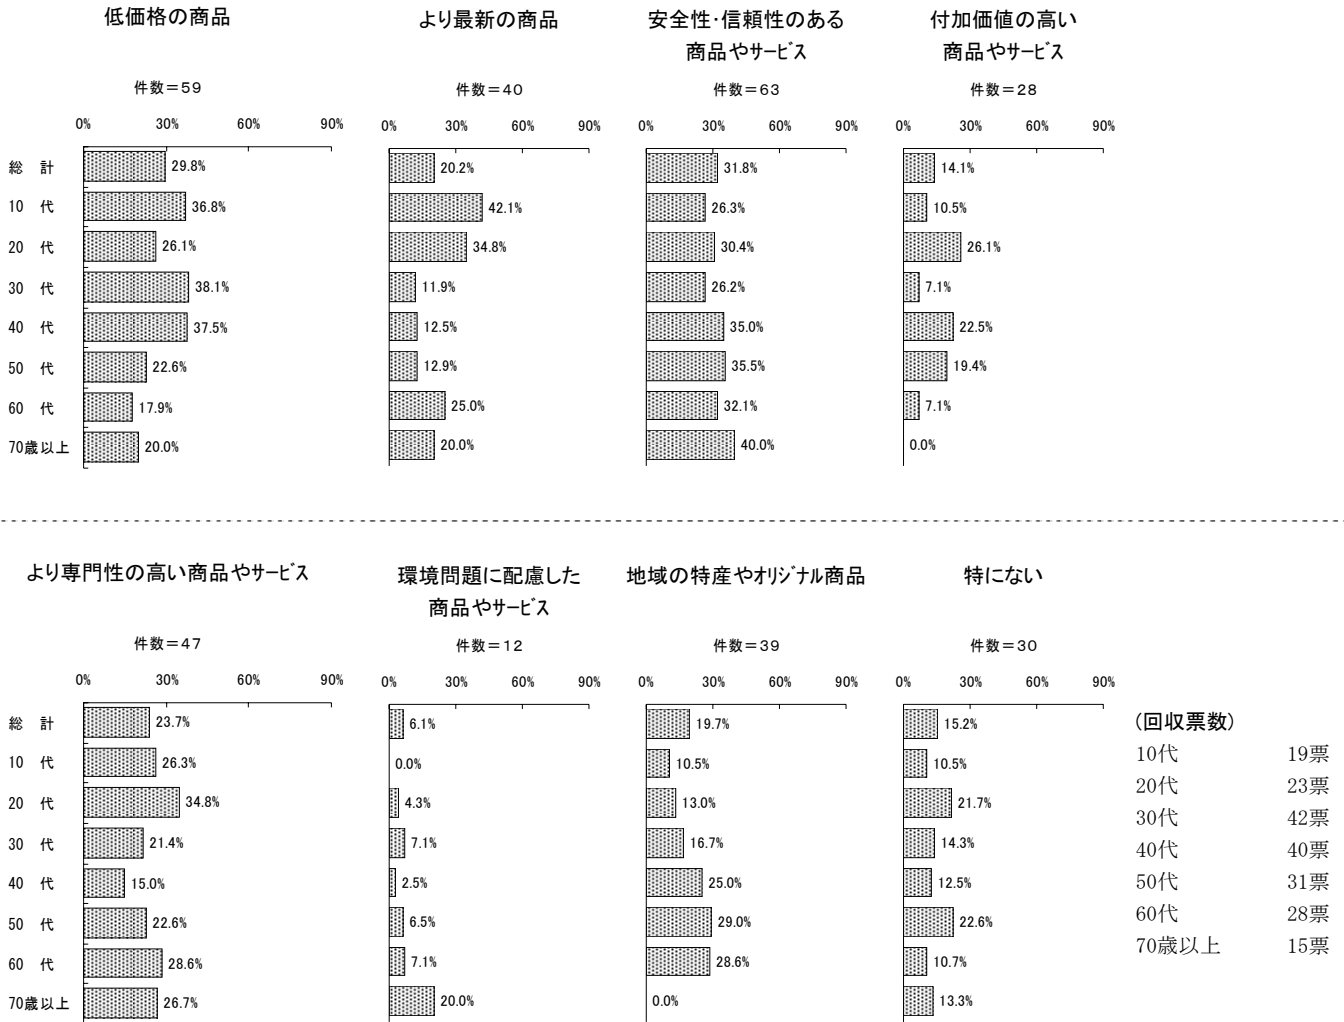 低価格の商品
件数＝59
0% 30% 60% 90%
総 計 29.8%
10 代 36.8%
20 代 26.1%
30 代 38.1%
40 代 37.5%
50 代 22.6%
60 代 17.9%
70歳以上 20.0%
より最新の商品
件数＝40
0% 30% 60% 90%
20.2%
42.1%
34.8%
11.9%
12.5%
12.9%
25.0%
20.0%
安全性･信頼性のある
商品やｻｰﾋﾞｽ
件数＝63
0% 30% 60% 90%
31.8%
26.3%
30.4%
26.2%
35.0%
35.5%
32.1%
40.0%
付加価値の高い
商品やｻｰﾋﾞｽ
件数＝28
0% 30% 60% 90%
14.1%
10.5%
26.1%
7.1%
22.5%
19.4%
7.1%
0.0%
より専門性の高い商品やｻｰﾋﾞｽ
件数＝47
0% 30% 60% 90%
総 計 23.7%
10 代 26.3%
20 代 34.8%
30 代 21.4%
40 代 15.0%
50 代 22.6%
60 代 28.6%
70歳以上 26.7%
環境問題に配慮した
商品やｻｰﾋﾞｽ
件数＝12
0% 30% 60% 90%
6.1%
0.0%
4.3%
7.1%
2.5%
6.5%
7.1%
20.0%
地域の特産やｵﾘｼﾞﾅﾙ商品
件数＝39
0% 30% 60% 90%
19.7%
10.5%
13.0%
16.7%
25.0%
29.0%
28.6%
0.0%
特にない
件数＝30
0% 30% 60% 90%
15.2%
10.5%
21.7%
14.3%
12.5%
22.6%
10.7%
13.3%
(回収票数)
10代 19票
20代 23票
30代 42票
40代 40票
50代 31票
60代 28票
70歳以上 15票